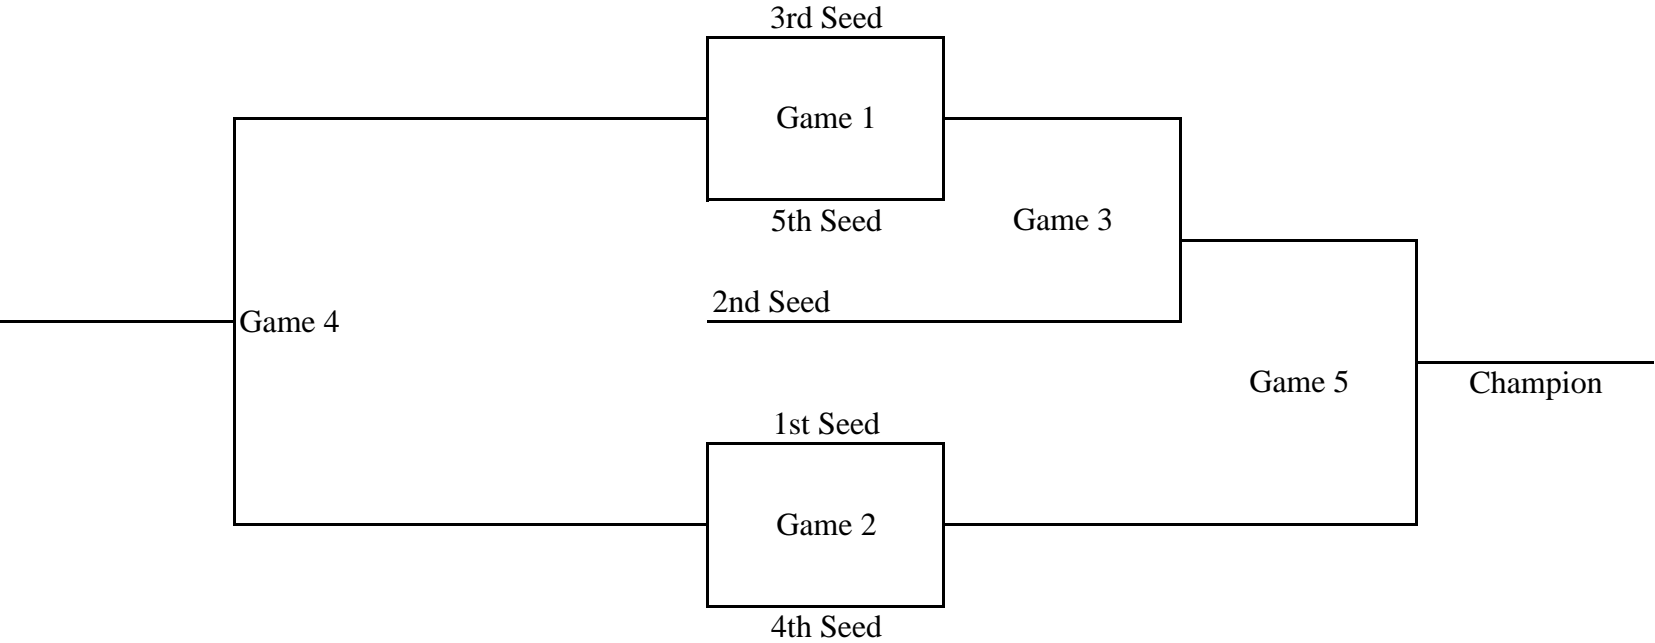 3rd Seed
Game 1
5th Seed
Game 3
2nd Seed
Game 4
Game 5
Champion
1st Seed
Game 2
4th Seed